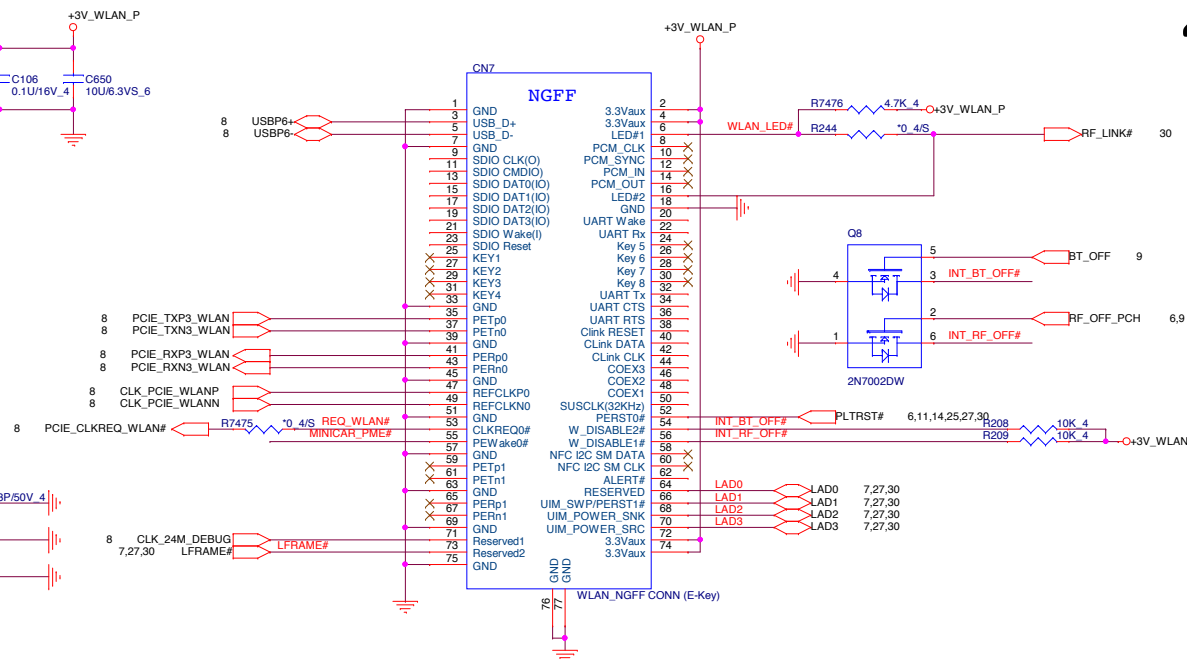 +3V_WLAN_P
C106
0.1U/16V_4
C650
10U/6.3VS_6
+3V_WLAN_P
CN7
NGFF
1 GND
3 USB_D+
5 USB_D-
7 GND
9 SDIO CLK(O)
11 SDIO CMDIO)
13 SDIO DAT0(IO)
15 SDIO DAT1(IO)
17 SDIO DAT2(IO)
19 SDIO DAT3(IO)
21 SDIO Wake(I)
23 SDIO Reset
25 KEY1
27 KEY2
29 KEY3
31 KEY4
33 GND
35 PETp0
37 PETn0
39 GND
41 PERp0
43 PERn0
45 GND
47 REFCLKP0
49 REFCLKN0
51 GND
53 CLKREQ0#
55 PEWake0#
57 GND
59 PETp1
61 PETn1
63 GND
65 PERp1
67 PERn1
69 GND
71 Reserved1
73 Reserved2
75 GND
3.3Vaux 2
3.3Vaux 4
LED#1 6
PCM_CLK 8
PCM_SYNC 10
PCM_IN 12
PCM_OUT 14
LED#2 16
GND 18
UART Wake 20
UART Rx 22
Key 5 24
Key 6 26
Key 7 28
Key 8 30
UART Tx 32
UART CTS 34
UART RTS 36
Clink RESET 38
CLink DATA 40
CLink CLK 42
COEX3 44
COEX2 46
COEX1 48
SUSCLK(32KHz) 50
PERST0# 52
W_DISABLE2# 54
W_DISABLE1# 56
NFC I2C SM DATA 58
NFC I2C SM CLK 60
ALERT# 62
RESERVED 64
UIM_SWP/PERST1# 66
UIM_POWER_SNK 68
UIM_POWER_SRC 70
3.3Vaux 72
3.3Vaux 74
GND
GND
76
77
WLAN_NGFF CONN (E-Key)
8 USBP6+
8 USBP6-
8 PCIE_TXP3_WLAN
8 PCIE_TXN3_WLAN
8 PCIE_RXP3_WLAN
8 PCIE_RXN3_WLAN
8 CLK_PCIE_WLANP
8 CLK_PCIE_WLANN
8 PCIE_CLKREQ_WLAN# R7475 *0_4/S REQ_WLAN#
MINICAR_PME#
8 CLK_24M_DEBUG
7,27,30 LFRAME# LFRAME#
P/50V_4
WLAN_LED# R7476 4.7K_4 +3V_WLAN_P
R244 *0_4/S RF_LINK# 30
Q8
5 BT_OFF 9
4 3 INT_BT_OFF#
2 RF_OFF_PCH 6,9
1 6 INT_RF_OFF#
2N7002DW
PLTRST# 6,11,14,25,27,30
INT_BT_OFF# R208 10K_4
INT_RF_OFF# R209 10K_4 +3V_WLAN
LAD0 LAD0 7,27,30
LAD1 LAD1 7,27,30
LAD2 LAD2 7,27,30
LAD3 LAD3 7,27,30